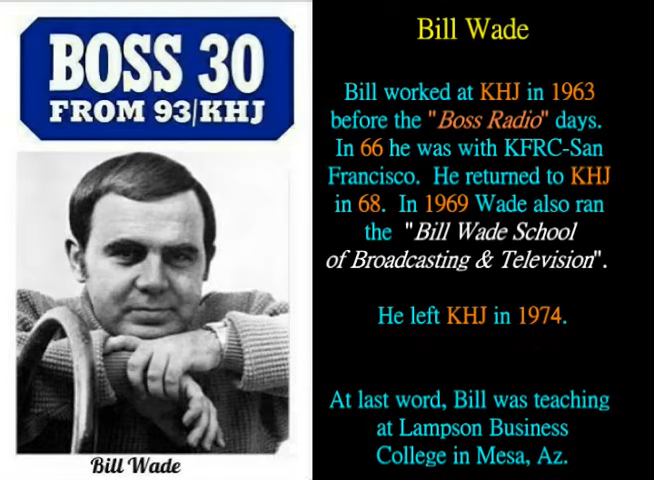 BOSS 30
FROM 93/KHJ
Bill Wade
Bill Wade
Bill worked at KHJ in 1963
before the "Boss Radio" days.
In 66 he was with KFRC-San
Francisco. He returned to KHJ
in 68. In 1969 Wade also ran
the "Bill Wade School
of Broadcasting & Television".
He left KHJ in 1974.
At last word, Bill was teaching
at Lampson Business
College in Mesa, Az.